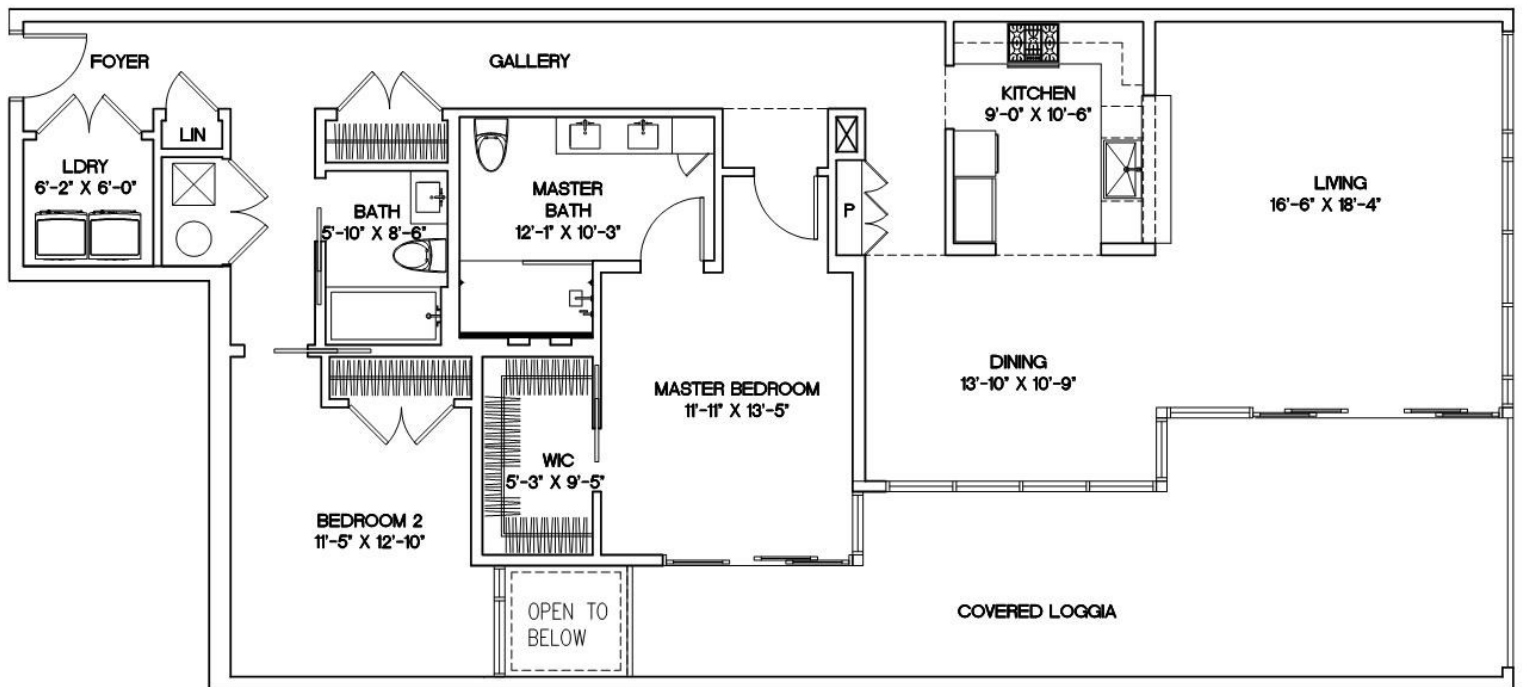 FOYER
GALLERY
KITCHEN
9'-0" X 10'-6"
LIN
LDRY
6'-2" X 6'-0"
BATH
5'-10" X 8'-6"
MASTER
BATH
12'-1" X 10'-3"
P
LIVING
16'-6" X 18'-4"
DINING
13'-10" X 10'-9"
MASTER BEDROOM
11'-11" X 13'-5"
WIC
5'-3" X 9'-5"
BEDROOM 2
11'-5" X 12'-10"
OPEN TO
BELOW
COVERED LOGGIA